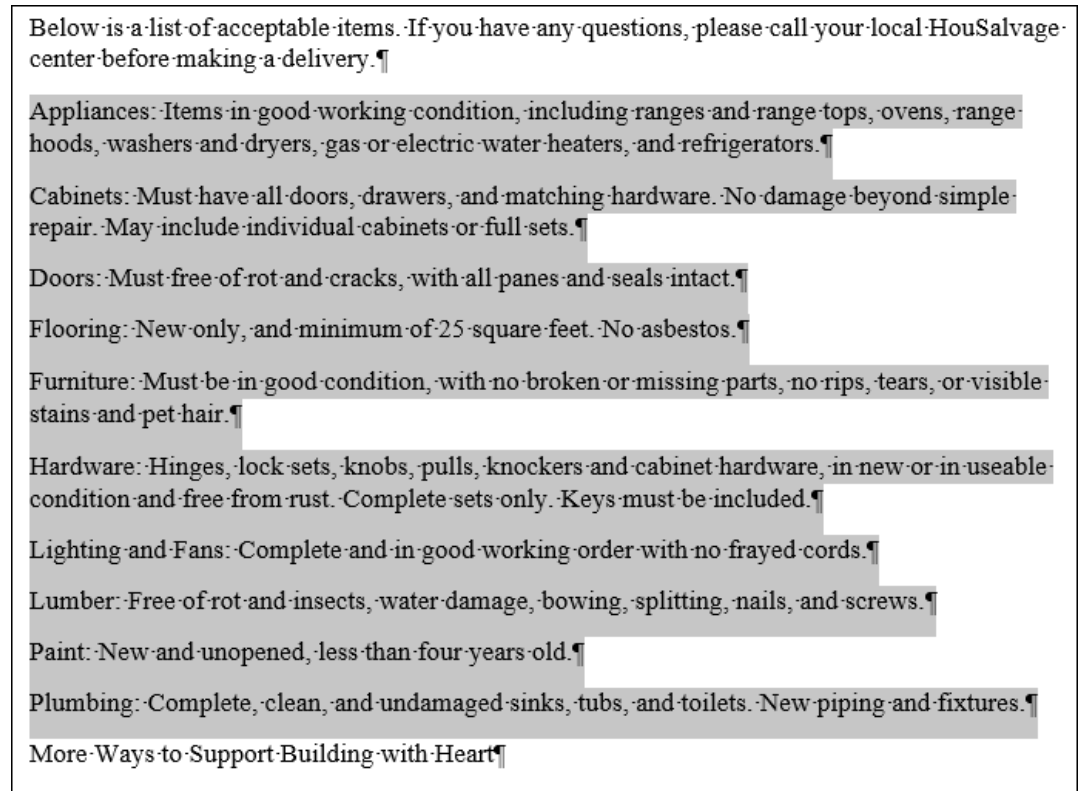 Below is a list of acceptable items. If you have any questions, please call your local HouSalvage
center before making a delivery.¶
Appliances: Items in good working condition, including ranges and range tops, ovens, range
hoods, washers and dryers, gas or electric water heaters, and refrigerators.¶
Cabinets: Must have all doors, drawers, and matching hardware. No damage beyond simple
repair. May include individual cabinets or full sets.¶
Doors: Must free of rot and cracks, with all panes and seals intact.¶
Flooring: New only, and minimum of 25 square feet. No asbestos.¶
Furniture: Must be in good condition, with no broken or missing parts, no rips, tears, or visible
stains and pet hair.¶
Hardware: Hinges, lock sets, knobs, pulls, knockers and cabinet hardware, in new or in useable
condition and free from rust. Complete sets only. Keys must be included.¶
Lighting and Fans: Complete and in good working order with no frayed cords.¶
Lumber: Free of rot and insects, water damage, bowing, splitting, nails, and screws.¶
Paint: New and unopened, less than four years old.¶
Plumbing: Complete, clean, and undamaged sinks, tubs, and toilets. New piping and fixtures.¶
More Ways to Support Building with Heart¶